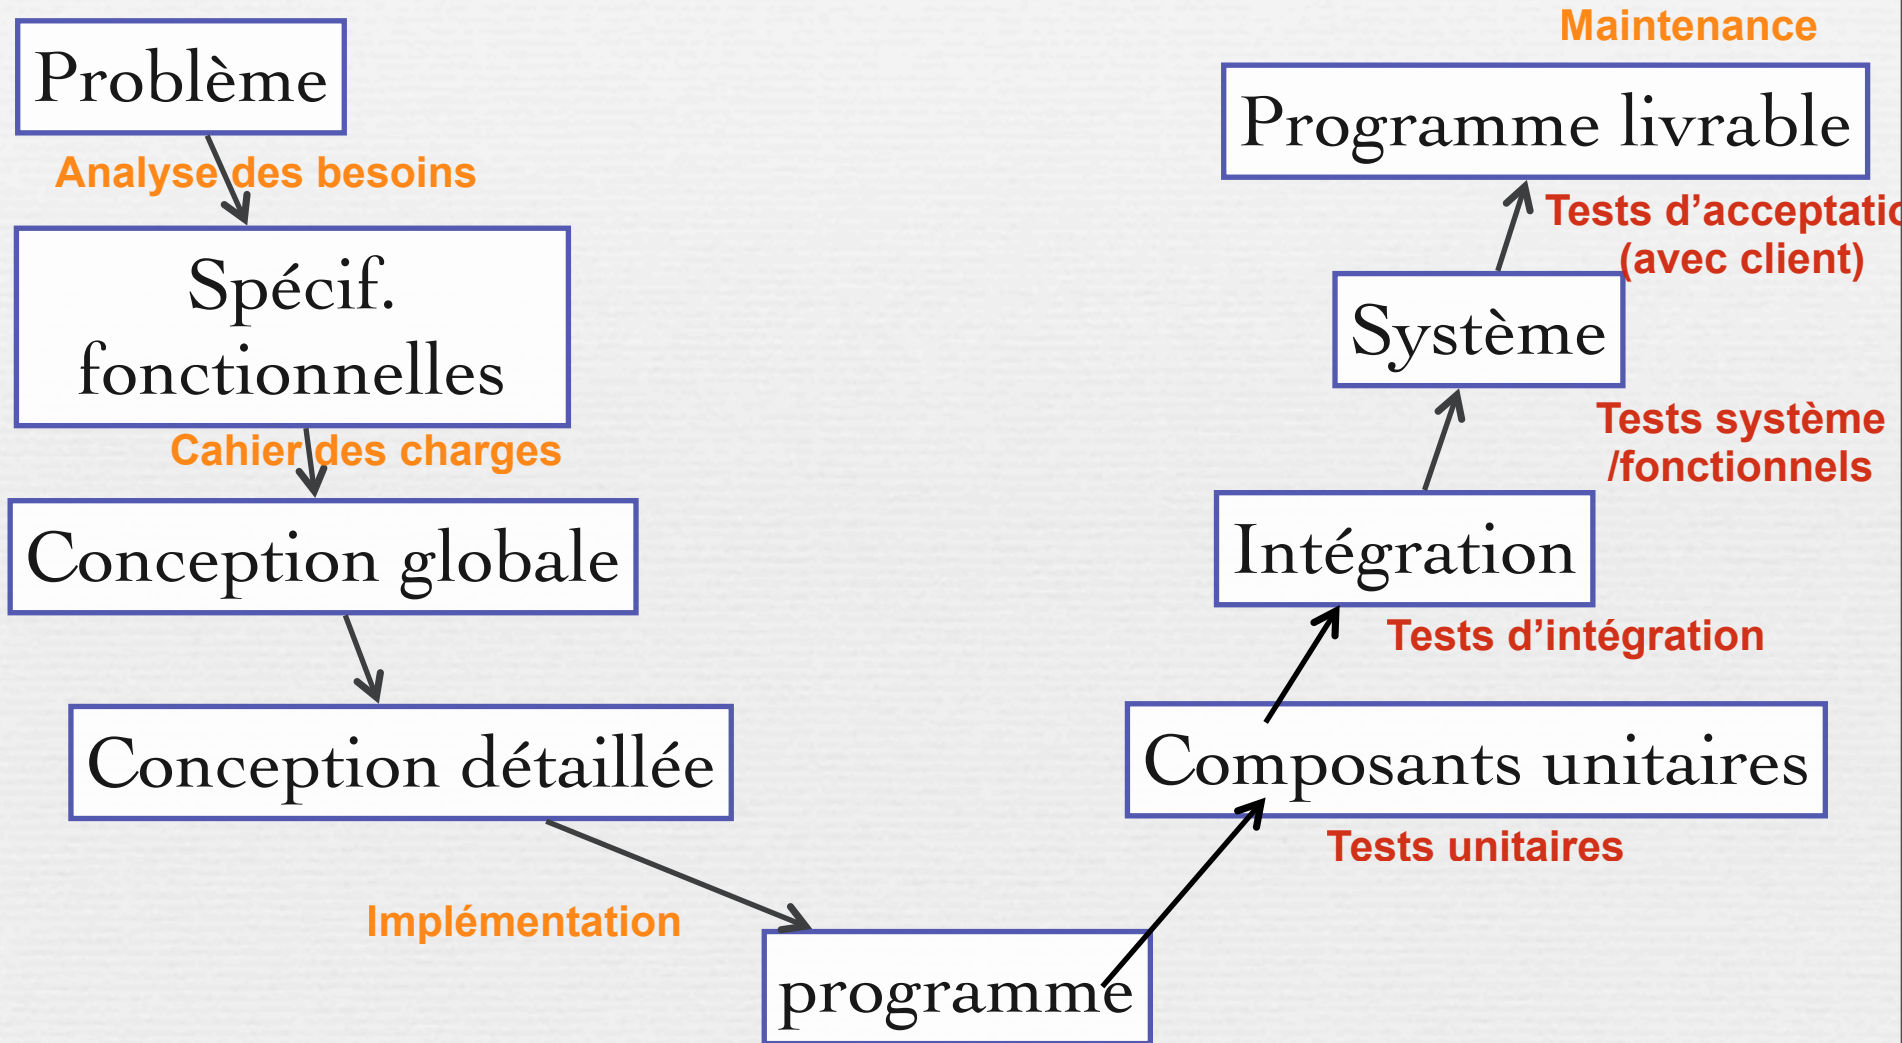 Problème
Analyse des besoins
Spécif.
fonctionnelles
Cahier des charges
Conception globale
Conception détaillée
Implémentation
programme
Maintenance
Programme livrable
Tests d’acceptatio
(avec client)
Système
Tests système
/fonctionnels
Intégration
Tests d’intégration
Composants unitaires
Tests unitaires